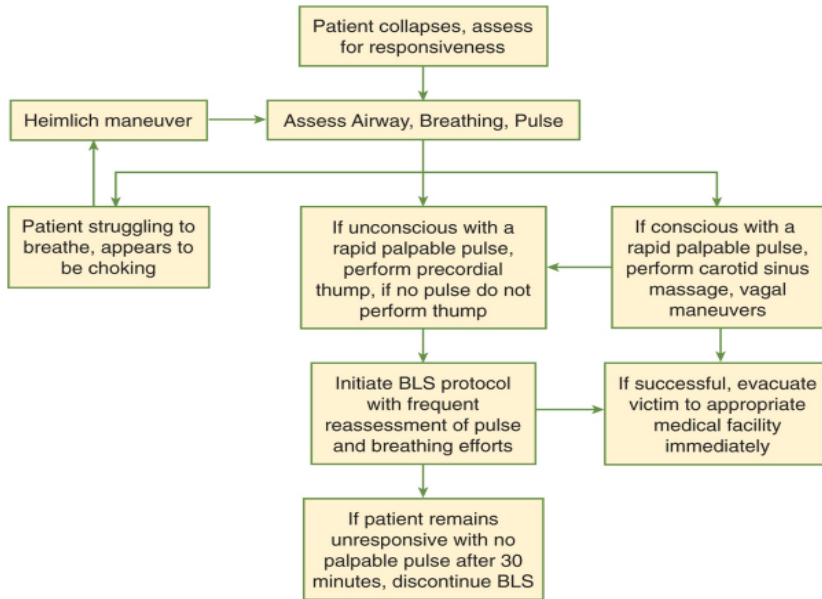 Patient collapses, assess
for responsiveness
Heimlich maneuver
Assess Airway, Breathing, Pulse
Patient struggling to
breathe, appears to
be choking
If unconscious with a
rapid palpable pulse,
perform precordial
thump, if no pulse do not
perform thump
If conscious with a
rapid palpable pulse,
perform carotid sinus
massage, vagal
maneuvers
Initiate BLS protocol
with frequent
reassessment of pulse
and breathing efforts
If successful, evacuate
victim to appropriate
medical facility
immediately
If patient remains
unresponsive with no
palpable pulse after 30
minutes, discontinue BLS